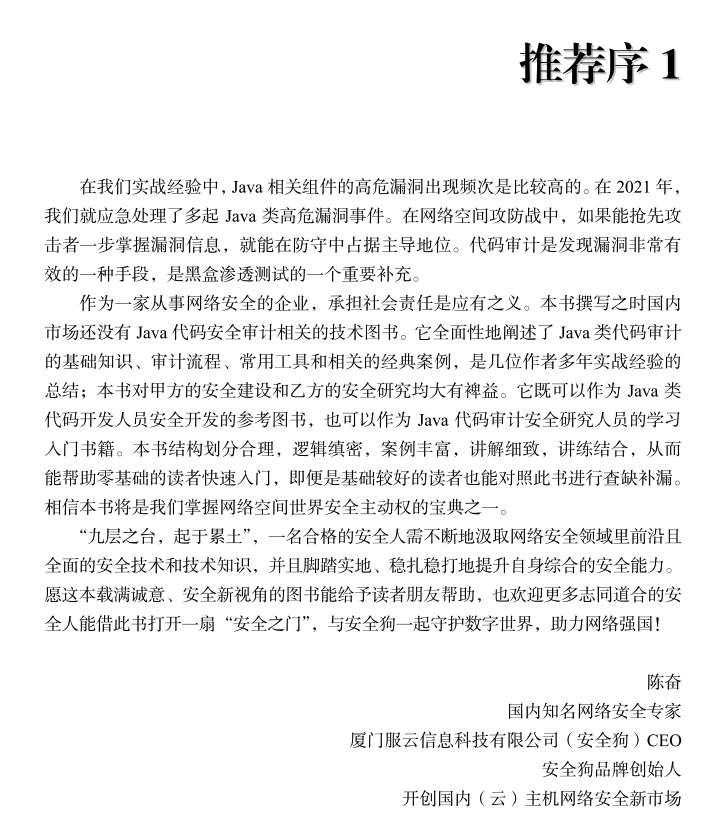 推荐序 1
在我们实战经验中，Java 相关组件的高危漏洞出现频次是比较高的。在 2021 年，
我们就应急处理了多起 Java 类高危漏洞事件。在网络空间攻防战中，如果能抢先攻
击者一步掌握漏洞信息，就能在防守中占据主导地位。代码审计是发现漏洞非常有
效的一种手段，是黑盒渗透测试的一个重要补充。
作为一家从事网络安全的企业，承担社会责任是应有之义。本书撰写之时国内
市场还没有 Java 代码安全审计相关的技术图书。它全面性地阐述了 Java 类代码审计
的基础知识、审计流程、常用工具和相关的经典案例，是几位作者多年实战经验的
总结；本书对甲方的安全建设和乙方的安全研究均大有裨益。它既可以作为 Java 类
代码开发人员安全开发的参考图书，也可以作为 Java 代码审计安全研究人员的学习
入门书籍。本书结构划分合理，逻辑缜密，案例丰富，讲解细致，讲练结合，从而
能帮助零基础的读者快速入门，即便是基础较好的读者也能对照此书进行查缺补漏。
相信本书将是我们掌握网络空间世界安全主动权的宝典之一。
“九层之台，起于累土”，一名合格的安全人需不断地汲取网络安全领域里前沿且
全面的安全技术和技术知识，并且脚踏实地、稳扎稳打地提升自身综合的安全能力。
愿这本载满诚意、安全新视角的图书能给予读者朋友帮助，也欢迎更多志同道合的安
全人能借此书打开一扇“安全之门”，与安全狗一起守护数字世界，助力网络强国！
陈奋
国内知名网络安全专家
厦门服云信息科技有限公司（安全狗）CEO
安全狗品牌创始人
开创国内（云）主机网络安全新市场